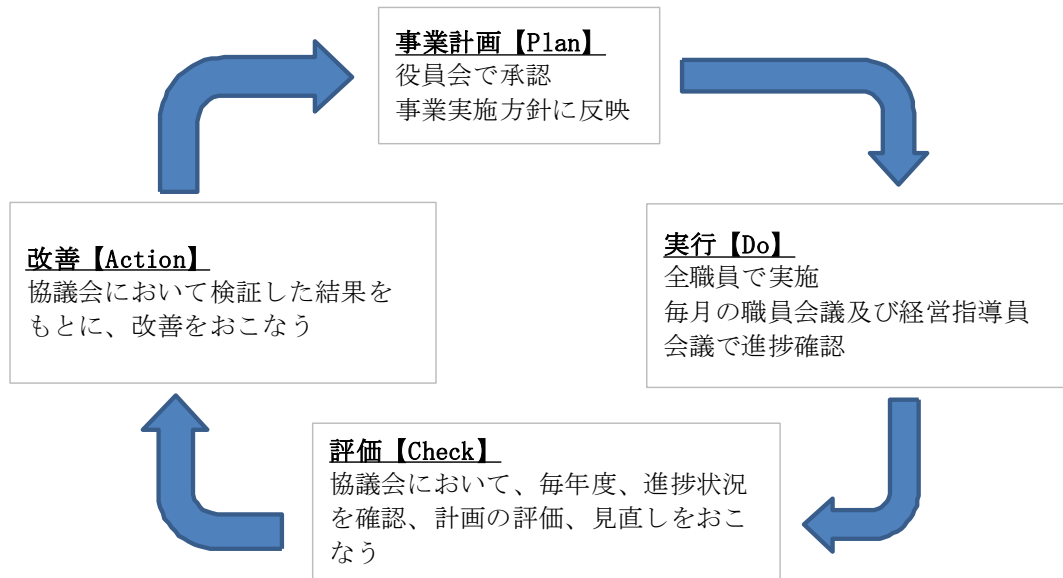 事業計画【Plan】
役員会で承認
事業実施方針に反映
実行【Do】
全職員で実施
毎月の職員会議及び経営指導員
会議で進捗確認
評価【Check】
協議会において、毎年度、進捗状況
を確認、計画の評価、見直しをおこ
なう
改善【Action】
協議会において検証した結果を
もとに、改善をおこなう